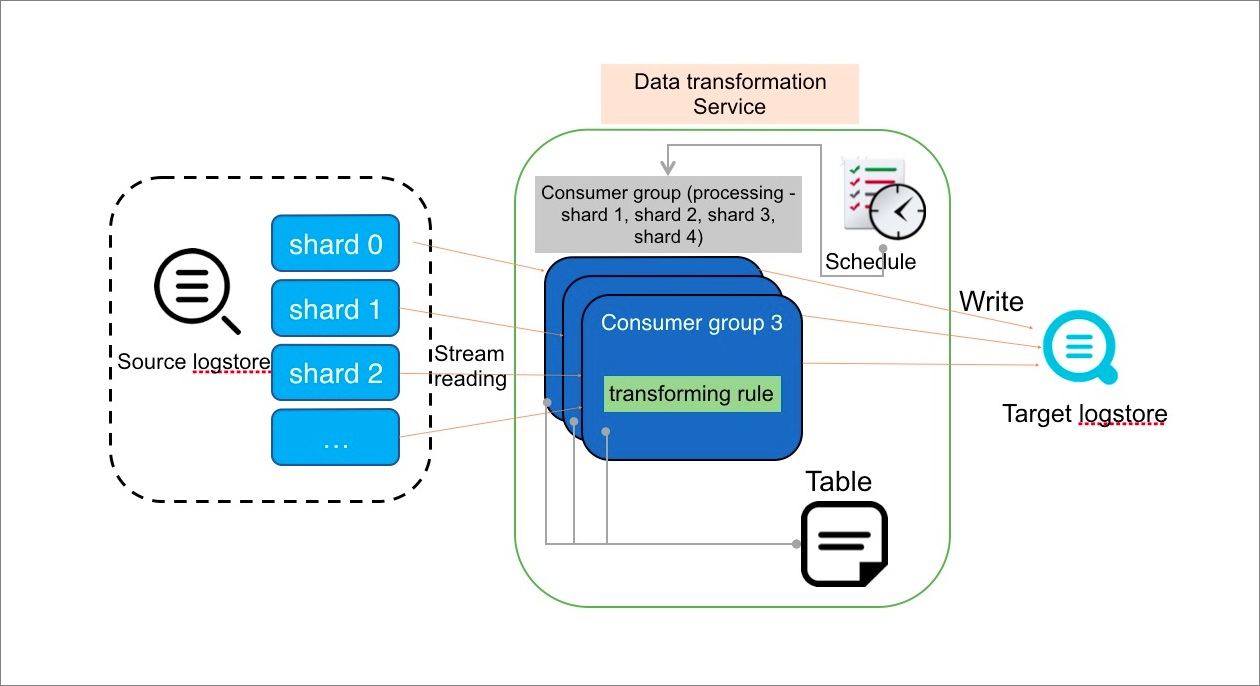 Data transformation
Service
Consumer group (processing -
shard 1, shard 2, shard 3,
shard 4)
Schedule
shard 0
shard 1
shard 2
...
Source logstore
Stream
reading
Consumer group 3
transforming rule
Write
Target logstore
Table